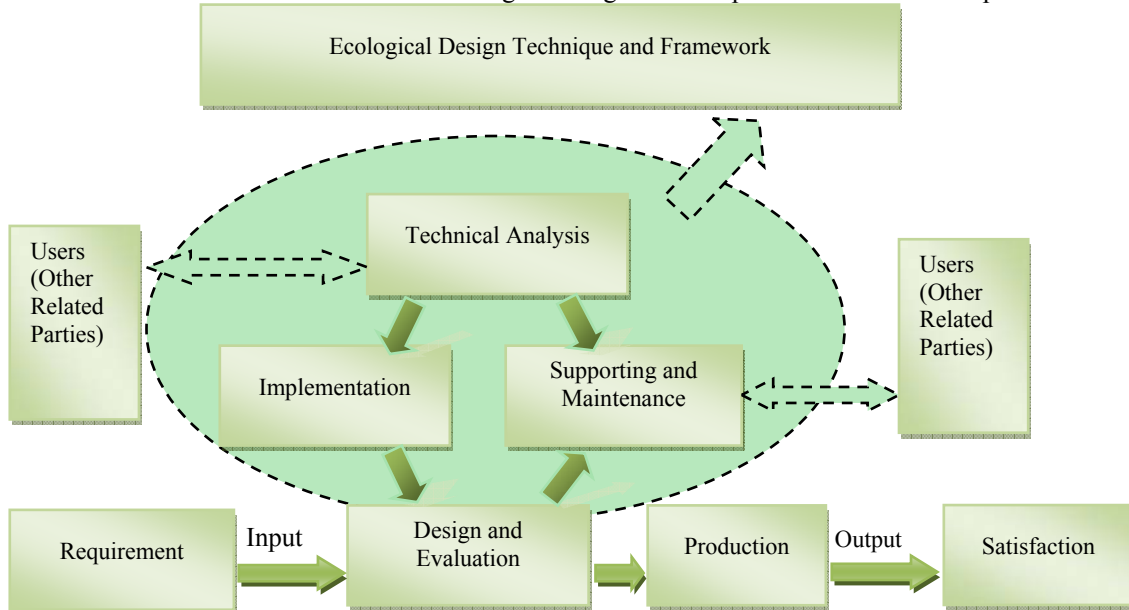 Ecological Design Technique and Framework
Technical Analysis
Users
(Other
Related
Parties)
Users
(Other
Related
Parties)
Implementation
Supporting and
Maintenance
Requirement
Input
Design and
Evaluation
Production
Output
Satisfaction